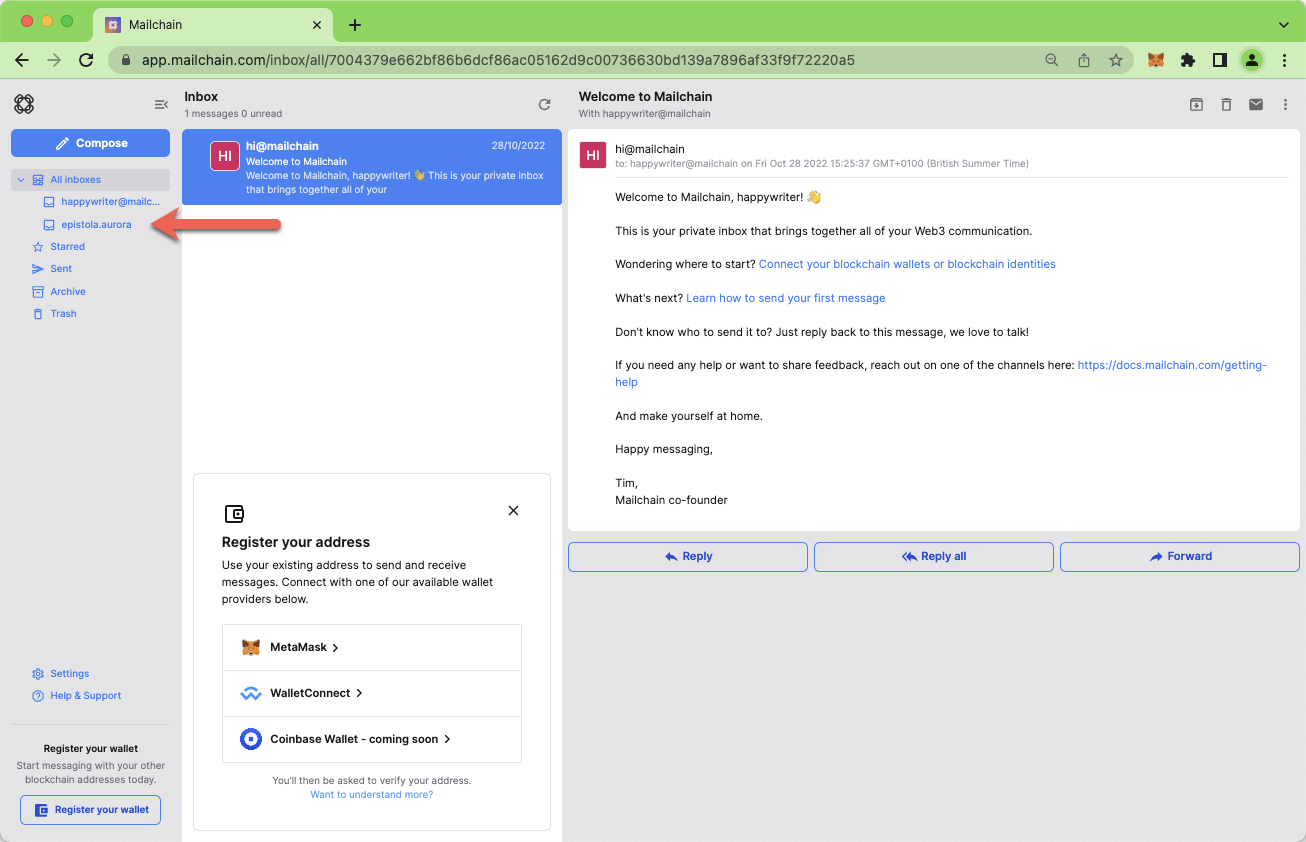 Mailchain
app.mailchain.com/inbox/all/7004379e662bf86b6dcf86ac05162d9c00736630bd139a7896af33f9f72220a5
Compose
All inboxes
happywriter@mailc...
epistola.aurora
Starred
Sent
Archive
Trash
Settings
Help & Support
Register your wallet
Start messaging with your other
blockchain addresses today.
Register your wallet
Inbox
1 messages 0 unread
HI
hi@mailchain
28/10/2022
Welcome to Mailchain
Welcome to Mailchain, happywriter! 👋 This is your private inbox
that brings together all of your
Register your address
Use your existing address to send and receive
messages. Connect with one of our available wallet
providers below.
MetaMask
WalletConnect
Coinbase Wallet - coming soon
You'll then be asked to verify your address.
Want to understand more?
Welcome to Mailchain
With happywriter@mailchain
HI
hi@mailchain
to: happywriter@mailchain on Fri Oct 28 2022 15:25:37 GMT+0100 (British Summer Time)
Welcome to Mailchain, happywriter! 👋
This is your private inbox that brings together all of your Web3 communication.
Wondering where to start? Connect your blockchain wallets or blockchain identities
What's next? Learn how to send your first message
Don't know who to send it to? Just reply back to this message, we love to talk!
If you need any help or want to share feedback, reach out on one of the channels here: https://docs.mailchain.com/getting-
help
And make yourself at home.
Happy messaging,
Tim,
Mailchain co-founder
Reply
Reply all
Forward